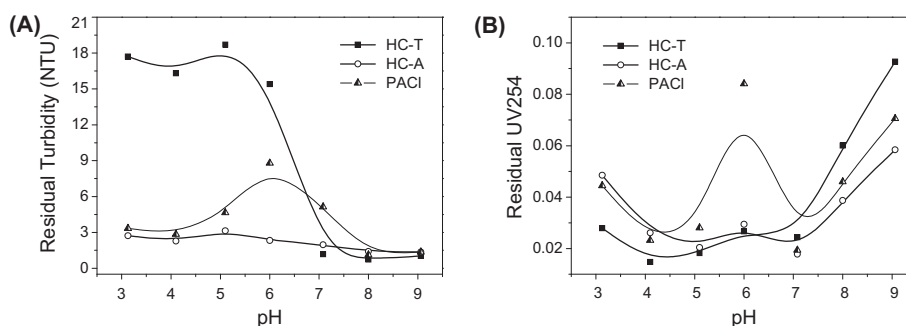 (A)
Residual Turbidity (NTU)
21
18
15
12
9
6
3
0
HC-T
HC-A
PACl
3 4 5 6 7 8 9
pH
(B)
Residual UV254
0.10
0.08
0.06
0.04
0.02
HC-T
HC-A
PACl
3 4 5 6 7 8 9
pH